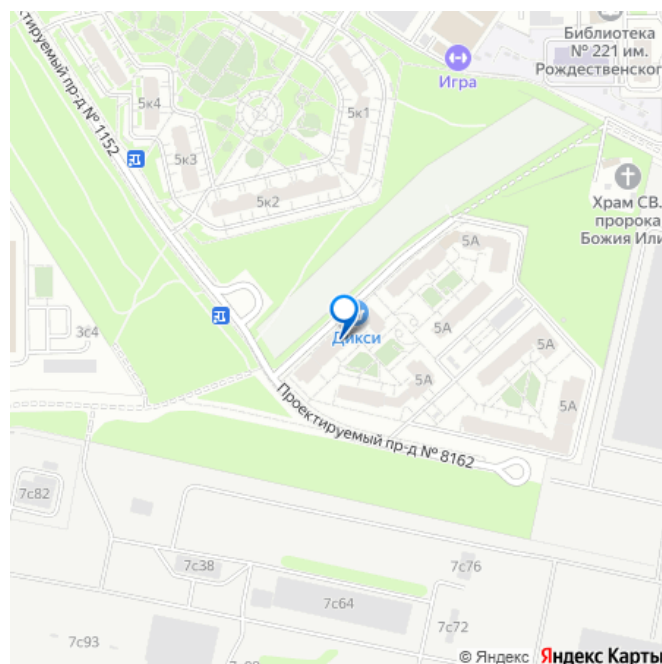 Библиотека
№ 221 им.
Рождественског
Игра
Проектируемый пр-д № 1152
5к4
5к1
5к3
5к2
Храм СВ.
пророка
Божия Или
5А
5А
5А
5А
5А
Дикси
3с4
Проектируемый пр-д № 8162
7с82
7с38
7с76
7с64
7с72
7с93
© Яндекс Яндекс Карты